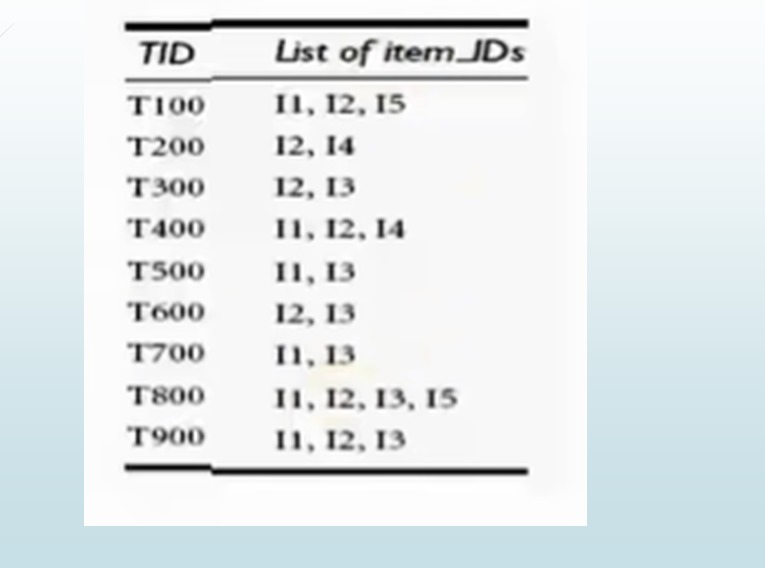 TID List of item_IDs
T100 I1, I2, I5
T200 I2, I4
T300 I2, I3
T400 I1, I2, I4
T500 I1, I3
T600 I2, I3
T700 I1, I3
T800 I1, I2, I3, I5
T900 I1, I2, I3